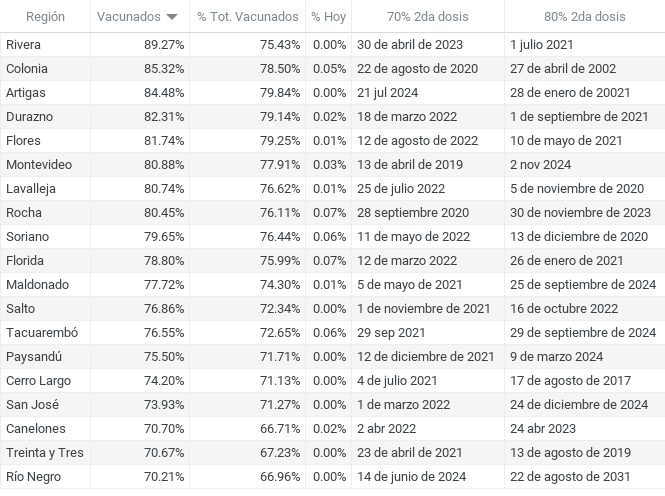 Región Vacunados % Tot. Vacunados % Hoy 70% 2da dosis 80% 2da dosis
Rivera 89.27% 75.43% 0.00% 30 de abril de 2023 1 julio 2021
Colonia 85.32% 78.50% 0.05% 22 de agosto de 2020 27 de abril de 2002
Artigas 84.48% 79.84% 0.00% 21 jul 2024 28 de enero de 20021
Durazno 82.31% 79.14% 0.02% 18 de marzo 2022 1 de septiembre de 2021
Flores 81.74% 79.25% 0.01% 12 de agosto de 2022 10 de mayo de 2021
Montevideo 80.88% 77.91% 0.03% 13 de abril de 2019 2 nov 2024
Lavalleja 80.74% 76.62% 0.01% 25 de julio 2022 5 de noviembre de 2020
Rocha 80.45% 76.11% 0.07% 28 septiembre 2020 30 de noviembre de 2023
Soriano 79.65% 76.44% 0.06% 11 de mayo de 2022 13 de diciembre de 2020
Florida 78.80% 75.99% 0.07% 12 de marzo 2022 26 de enero de 2021
Maldonado 77.72% 74.30% 0.01% 5 de mayo de 2021 25 de septiembre de 2024
Salto 76.86% 72.34% 0.00% 1 de noviembre de 2021 16 de octubre 2022
Tacuarembó 76.55% 72.65% 0.06% 29 sep 2021 29 de septiembre de 2024
Paysandú 75.50% 71.71% 0.00% 12 de diciembre de 2021 9 de marzo 2024
Cerro Largo 74.20% 71.13% 0.00% 4 de julio 2021 17 de agosto de 2017
San José 73.93% 71.27% 0.00% 1 de marzo 2022 24 de diciembre de 2024
Canelones 70.70% 66.71% 0.02% 2 abr 2022 24 abr 2023
Treinta y Tres 70.67% 67.23% 0.00% 23 de abril de 2021 13 de agosto de 2019
Río Negro 70.21% 66.96% 0.00% 14 de junio de 2024 22 de agosto de 2031